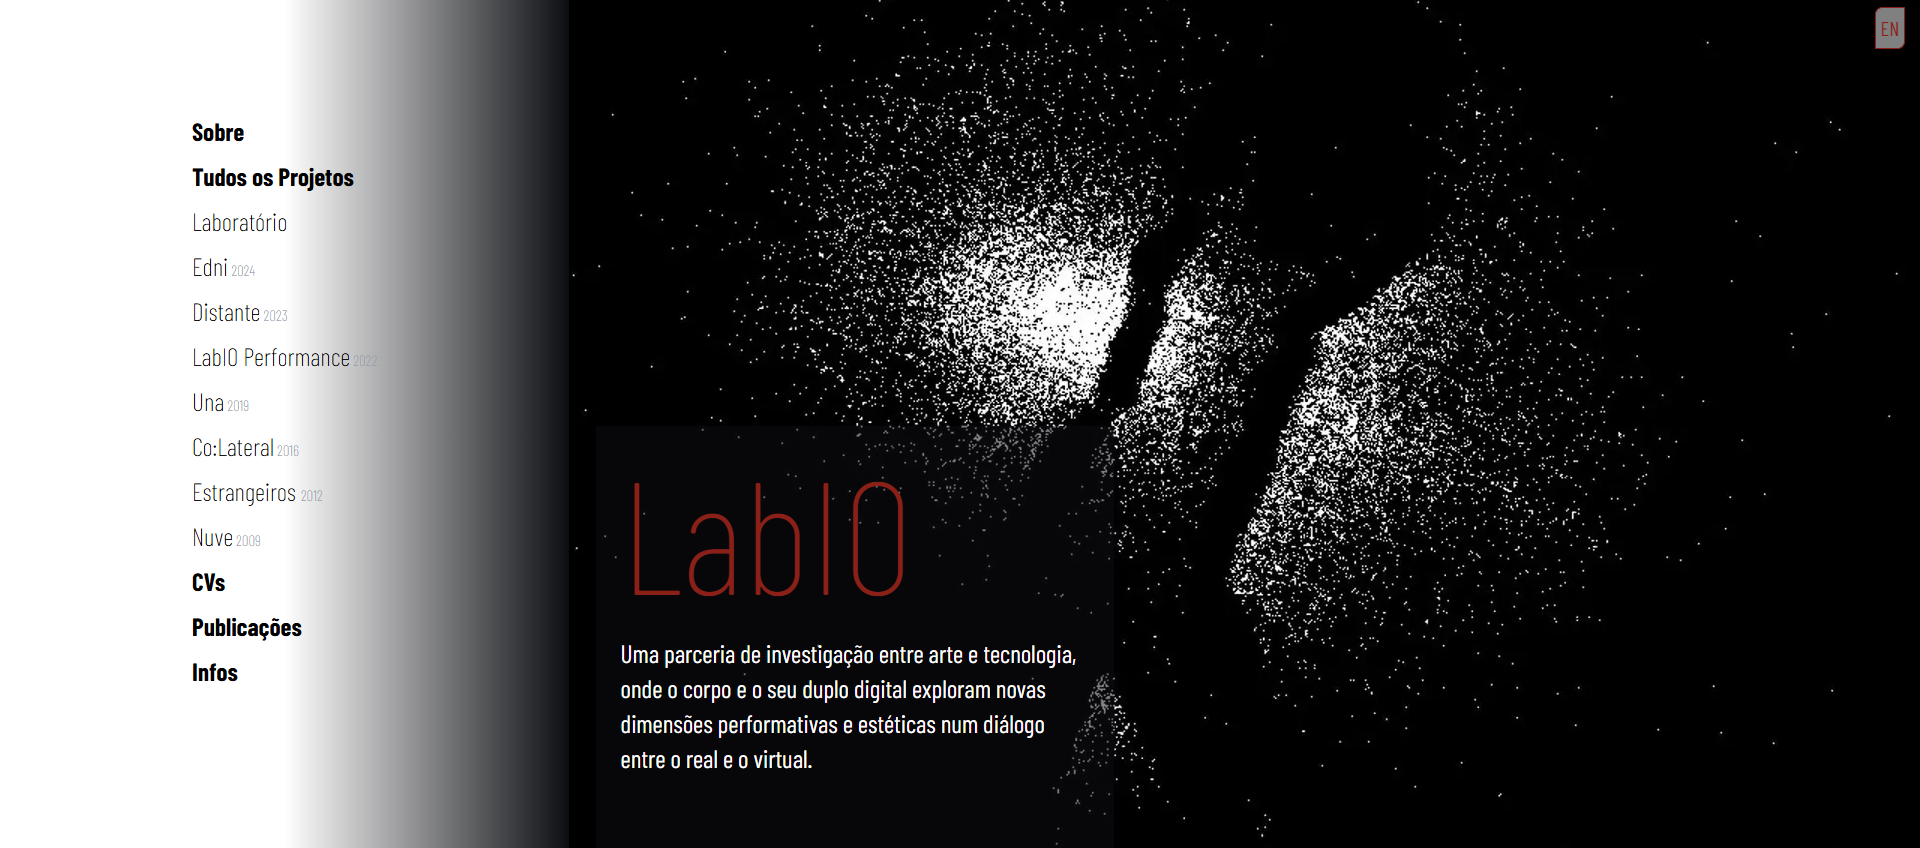 EN
Sobre
Tudos os Projetos
Laboratório
Edni 2024
Distante 2023
LabIO Performance 2022
Una 2019
Co:Lateral 2016
Estrangeiros 2012
Nuve 2009
CVs
Publicações
Infos
LabIO
Uma parceria de investigação entre arte e tecnologia,
onde o corpo e o seu duplo digital exploram novas
dimensões performativas e estéticas num diálogo
entre o real e o virtual.